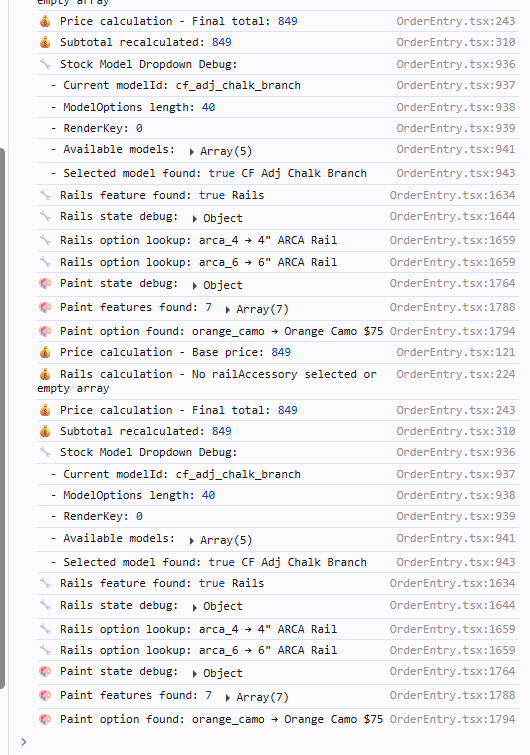 empty array
💰 Price calculation - Final total: 849 OrderEntry.tsx:243
💰 Subtotal recalculated: 849 OrderEntry.tsx:310
🔧 Stock Model Dropdown Debug: OrderEntry.tsx:936
- Current modelId: cf_adj_chalk_branch OrderEntry.tsx:937
- ModelOptions length: 40 OrderEntry.tsx:938
- RenderKey: 0 OrderEntry.tsx:939
- Available models: ▶ Array(5) OrderEntry.tsx:941
- Selected model found: true CF Adj Chalk Branch OrderEntry.tsx:943
🔧 Rails feature found: true Rails OrderEntry.tsx:1634
🔧 Rails state debug: ▶ Object OrderEntry.tsx:1644
🔧 Rails option lookup: arca_4 → 4" ARCA Rail OrderEntry.tsx:1659
🔧 Rails option lookup: arca_6 → 6" ARCA Rail OrderEntry.tsx:1659
🎨 Paint state debug: ▶ Object OrderEntry.tsx:1764
🎨 Paint features found: 7 ▶ Array(7) OrderEntry.tsx:1788
🎨 Paint option found: orange_camo → Orange Camo $75 OrderEntry.tsx:1794
💰 Price calculation - Base price: 849 OrderEntry.tsx:121
💰 Rails calculation - No railAccessory selected or OrderEntry.tsx:224
empty array
💰 Price calculation - Final total: 849 OrderEntry.tsx:243
💰 Subtotal recalculated: 849 OrderEntry.tsx:310
🔧 Stock Model Dropdown Debug: OrderEntry.tsx:936
- Current modelId: cf_adj_chalk_branch OrderEntry.tsx:937
- ModelOptions length: 40 OrderEntry.tsx:938
- RenderKey: 0 OrderEntry.tsx:939
- Available models: ▶ Array(5) OrderEntry.tsx:941
- Selected model found: true CF Adj Chalk Branch OrderEntry.tsx:943
🔧 Rails feature found: true Rails OrderEntry.tsx:1634
🔧 Rails state debug: ▶ Object OrderEntry.tsx:1644
🔧 Rails option lookup: arca_4 → 4" ARCA Rail OrderEntry.tsx:1659
🔧 Rails option lookup: arca_6 → 6" ARCA Rail OrderEntry.tsx:1659
🎨 Paint state debug: ▶ Object OrderEntry.tsx:1764
🎨 Paint features found: 7 ▶ Array(7) OrderEntry.tsx:1788
🎨 Paint option found: orange_camo → Orange Camo $75 OrderEntry.tsx:1794
>